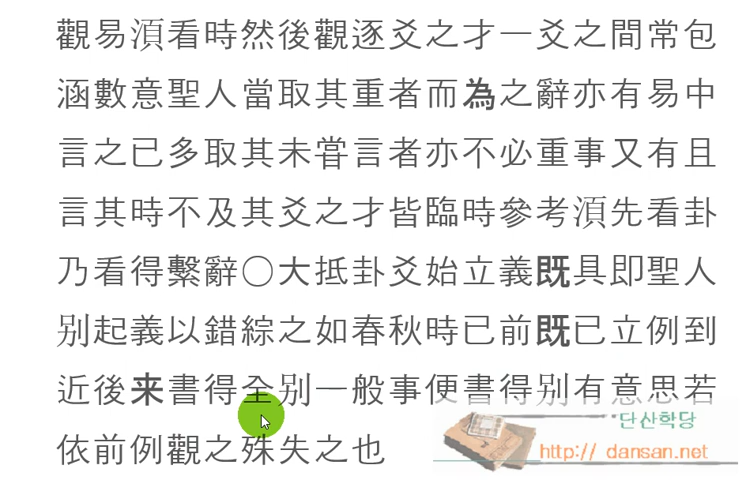 觀易湏看時然後觀逐爻之才一爻之間常包
涵數意聖人當取其重者而為之辭亦有易中
言之已多取其未甞言者亦不必重事又有且
言其時不及其爻之才皆臨時參考湏先看卦
乃看得繫辭〇大抵卦爻始立義既具即聖人
别起義以錯綜之如春秋時已前既已立例到
近後来書得全别一般事便書得别有意思若
依前例觀之殊失之也
단산학당
http:// dansan.net